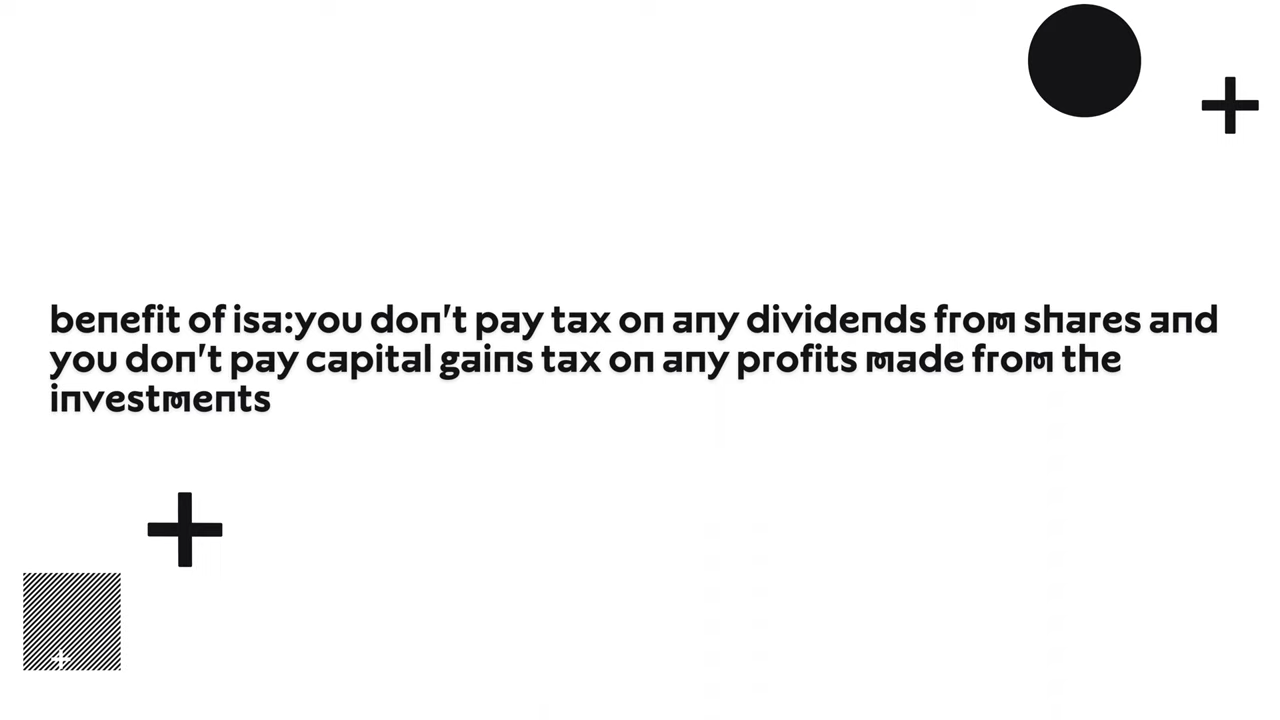 benefit of isa:you don't pay tax on any dividends from shares and
you don't pay capital gains tax on any profits made from the
investments